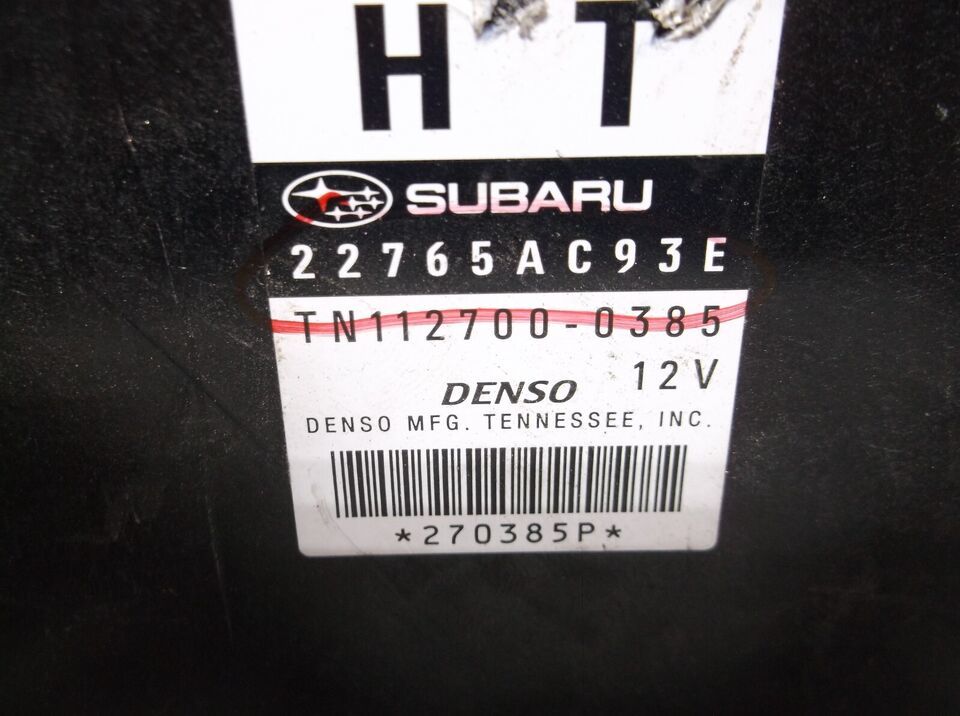 H T
SUBARU
22765AC93E
TN112700-0385
12V
DENSO
DENSO MFG. TENNESSEE, INC.
*270385P*